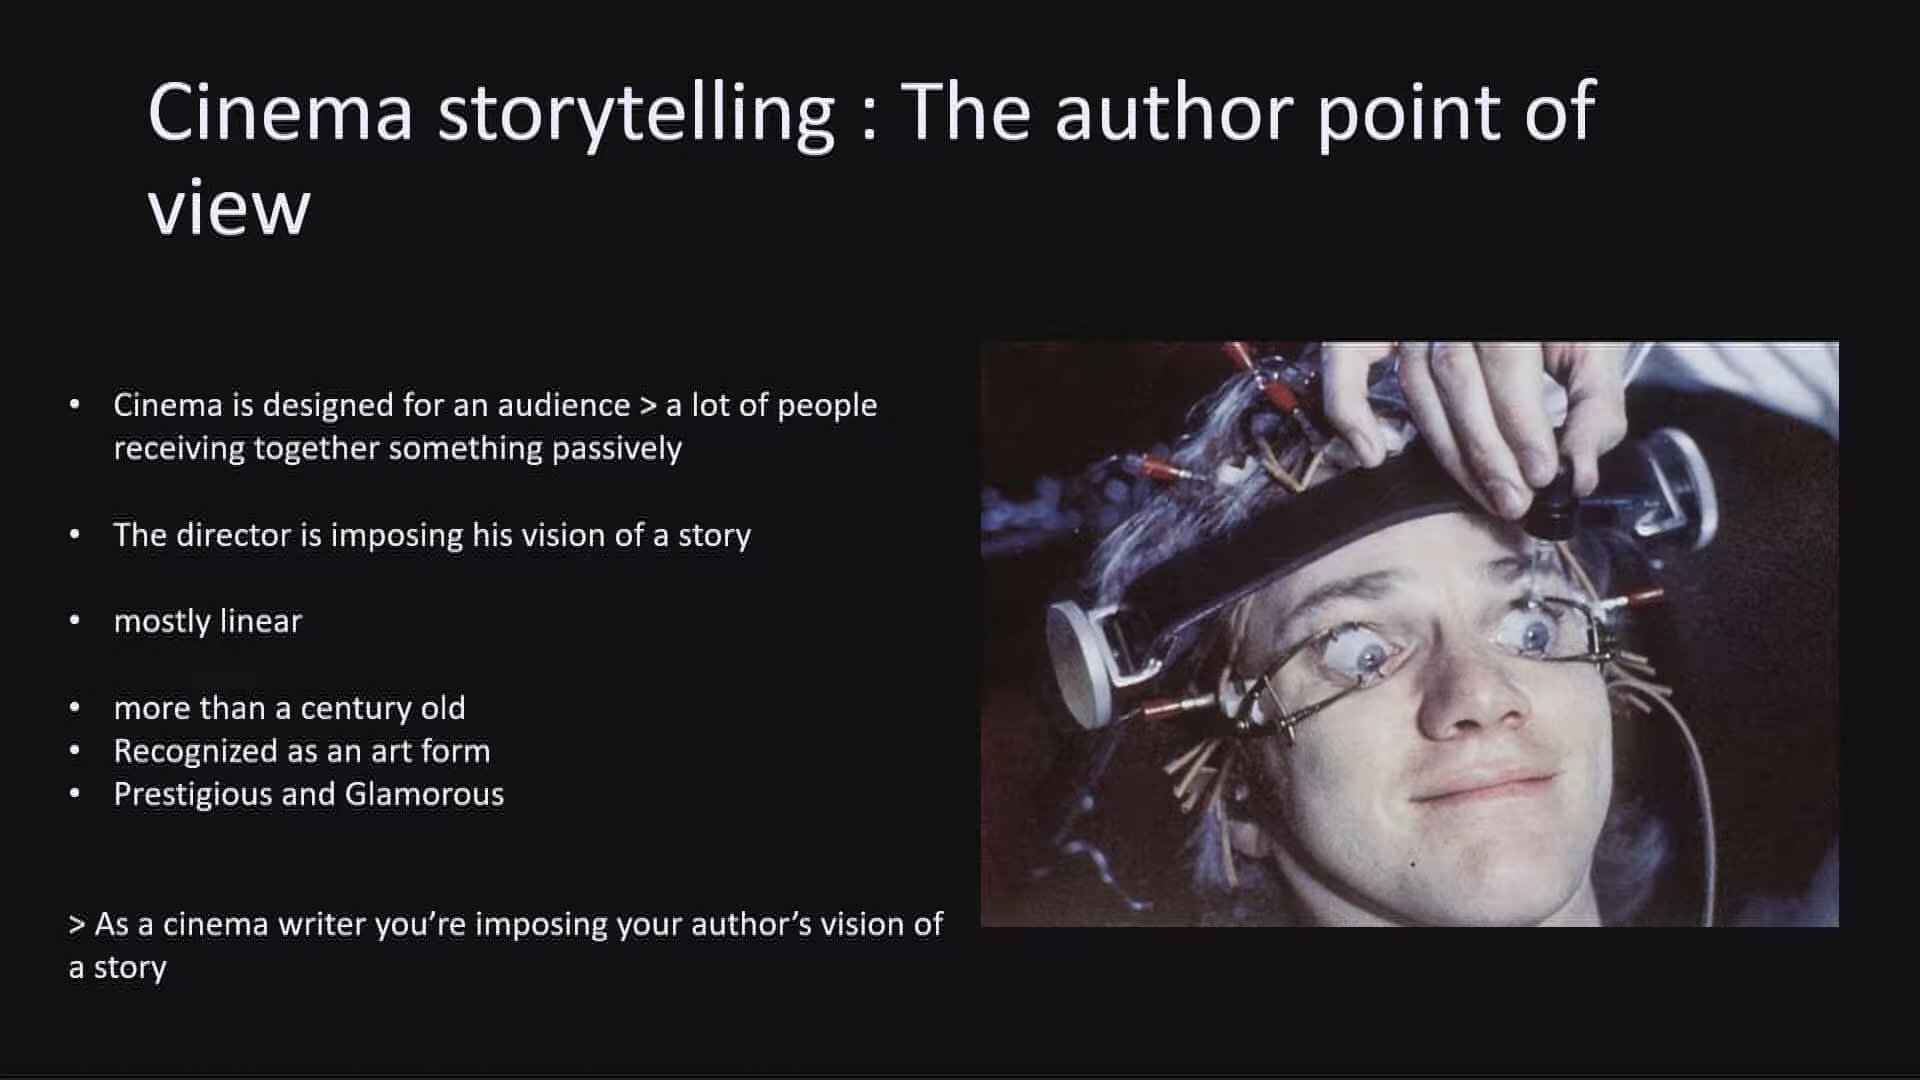 Cinema storytelling : The author point of
view
• Cinema is designed for an audience > a lot of people
receiving together something passively
• The director is imposing his vision of a story
• mostly linear
• more than a century old
• Recognized as an art form
• Prestigious and Glamorous
> As a cinema writer you’re imposing your author’s vision of
a story